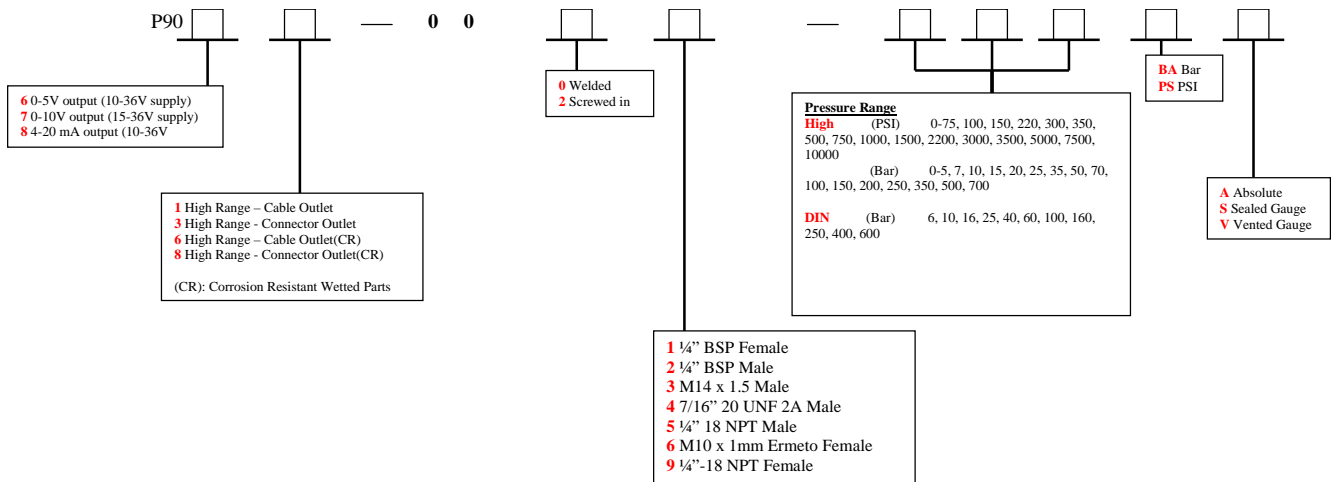 P90 — 0 0 —
6 0-5V output (10-36V supply)
7 0-10V output (15-36V supply)
8 4-20 mA output (10-36V
1 High Range – Cable Outlet
3 High Range - Connector Outlet
6 High Range – Cable Outlet(CR)
8 High Range - Connector Outlet(CR)
(CR): Corrosion Resistant Wetted Parts
0 Welded
2 Screwed in
1 ¼” BSP Female
2 ¼” BSP Male
3 M14 x 1.5 Male
4 7/16” 20 UNF 2A Male
5 ¼” 18 NPT Male
6 M10 x 1mm Ermeto Female
9 ¼”-18 NPT Female
Pressure Range
High (PSI) 0-75, 100, 150, 220, 300, 350,
500, 750, 1000, 1500, 2200, 3000, 3500, 5000, 7500,
10000
(Bar) 0-5, 7, 10, 15, 20, 25, 35, 50, 70,
100, 150, 200, 250, 350, 500, 700
DIN (Bar) 6, 10, 16, 25, 40, 60, 100, 160,
250, 400, 600
BA Bar
PS PSI
A Absolute
S Sealed Gauge
V Vented Gauge